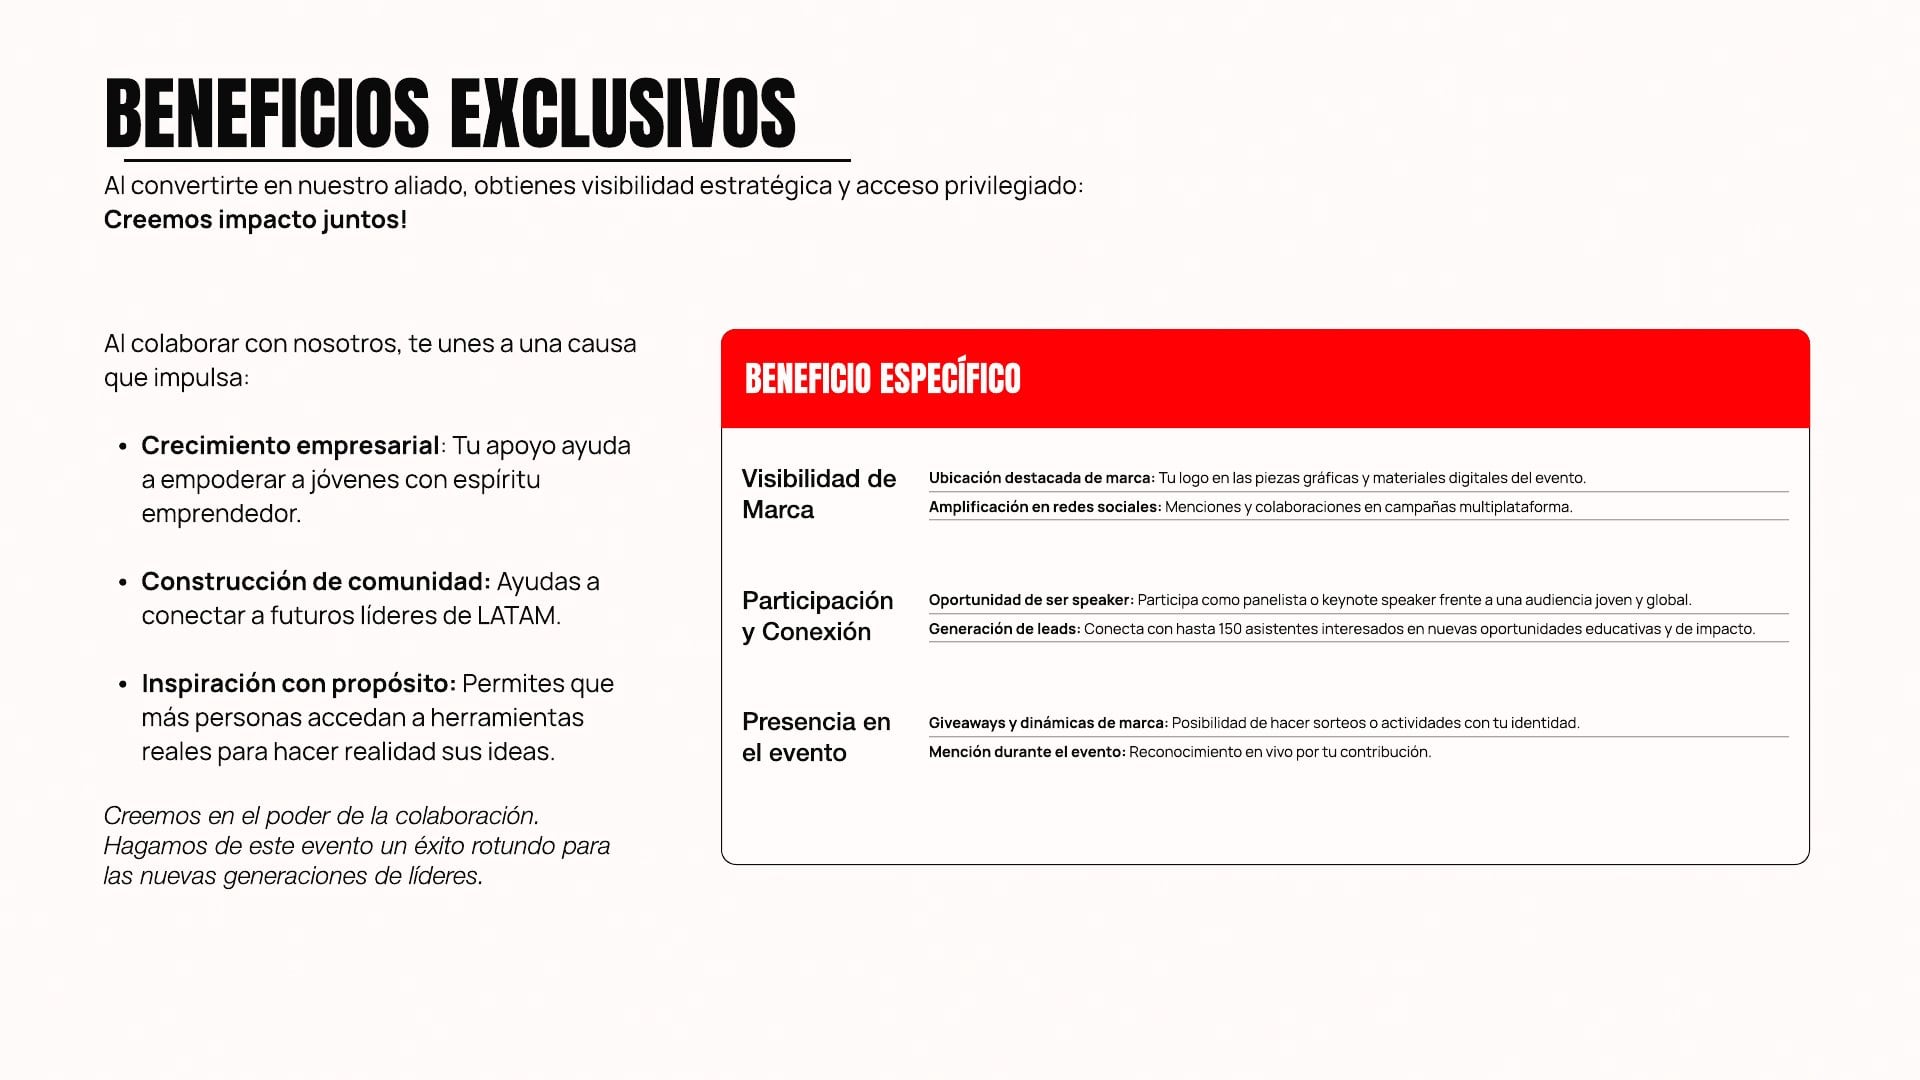 BENEFICIOS EXCLUSIVOS
Al convertirte en nuestro aliado, obtienes visibilidad estratégica y acceso privilegiado:
Creemos impacto juntos!
Al colaborar con nosotros, te unes a una causa
que impulsa:
• Crecimiento empresarial: Tu apoyo ayuda
a empoderar a jóvenes con espíritu
emprendedor.
• Construcción de comunidad: Ayudas a
conectar a futuros líderes de LATAM.
• Inspiración con propósito: Permites que
más personas accedan a herramientas
reales para hacer realidad sus ideas.
Creemos en el poder de la colaboración.
Hagamos de este evento un éxito rotundo para
las nuevas generaciones de líderes.
BENEFICIO ESPECÍFICO
Visibilidad de
Marca
Ubicación destacada de marca: Tu logo en las piezas gráficas y materiales digitales del evento.
Amplificación en redes sociales: Menciones y colaboraciones en campañas multiplataforma.
Participación
y Conexión
Oportunidad de ser speaker: Participa como panelista o keynote speaker frente a una audiencia joven y global.
Generación de leads: Conecta con hasta 150 asistentes interesados en nuevas oportunidades educativas y de impacto.
Presencia en
el evento
Giveaways y dinámicas de marca: Posibilidad de hacer sorteos o actividades con tu identidad.
Mención durante el evento: Reconocimiento en vivo por tu contribución.